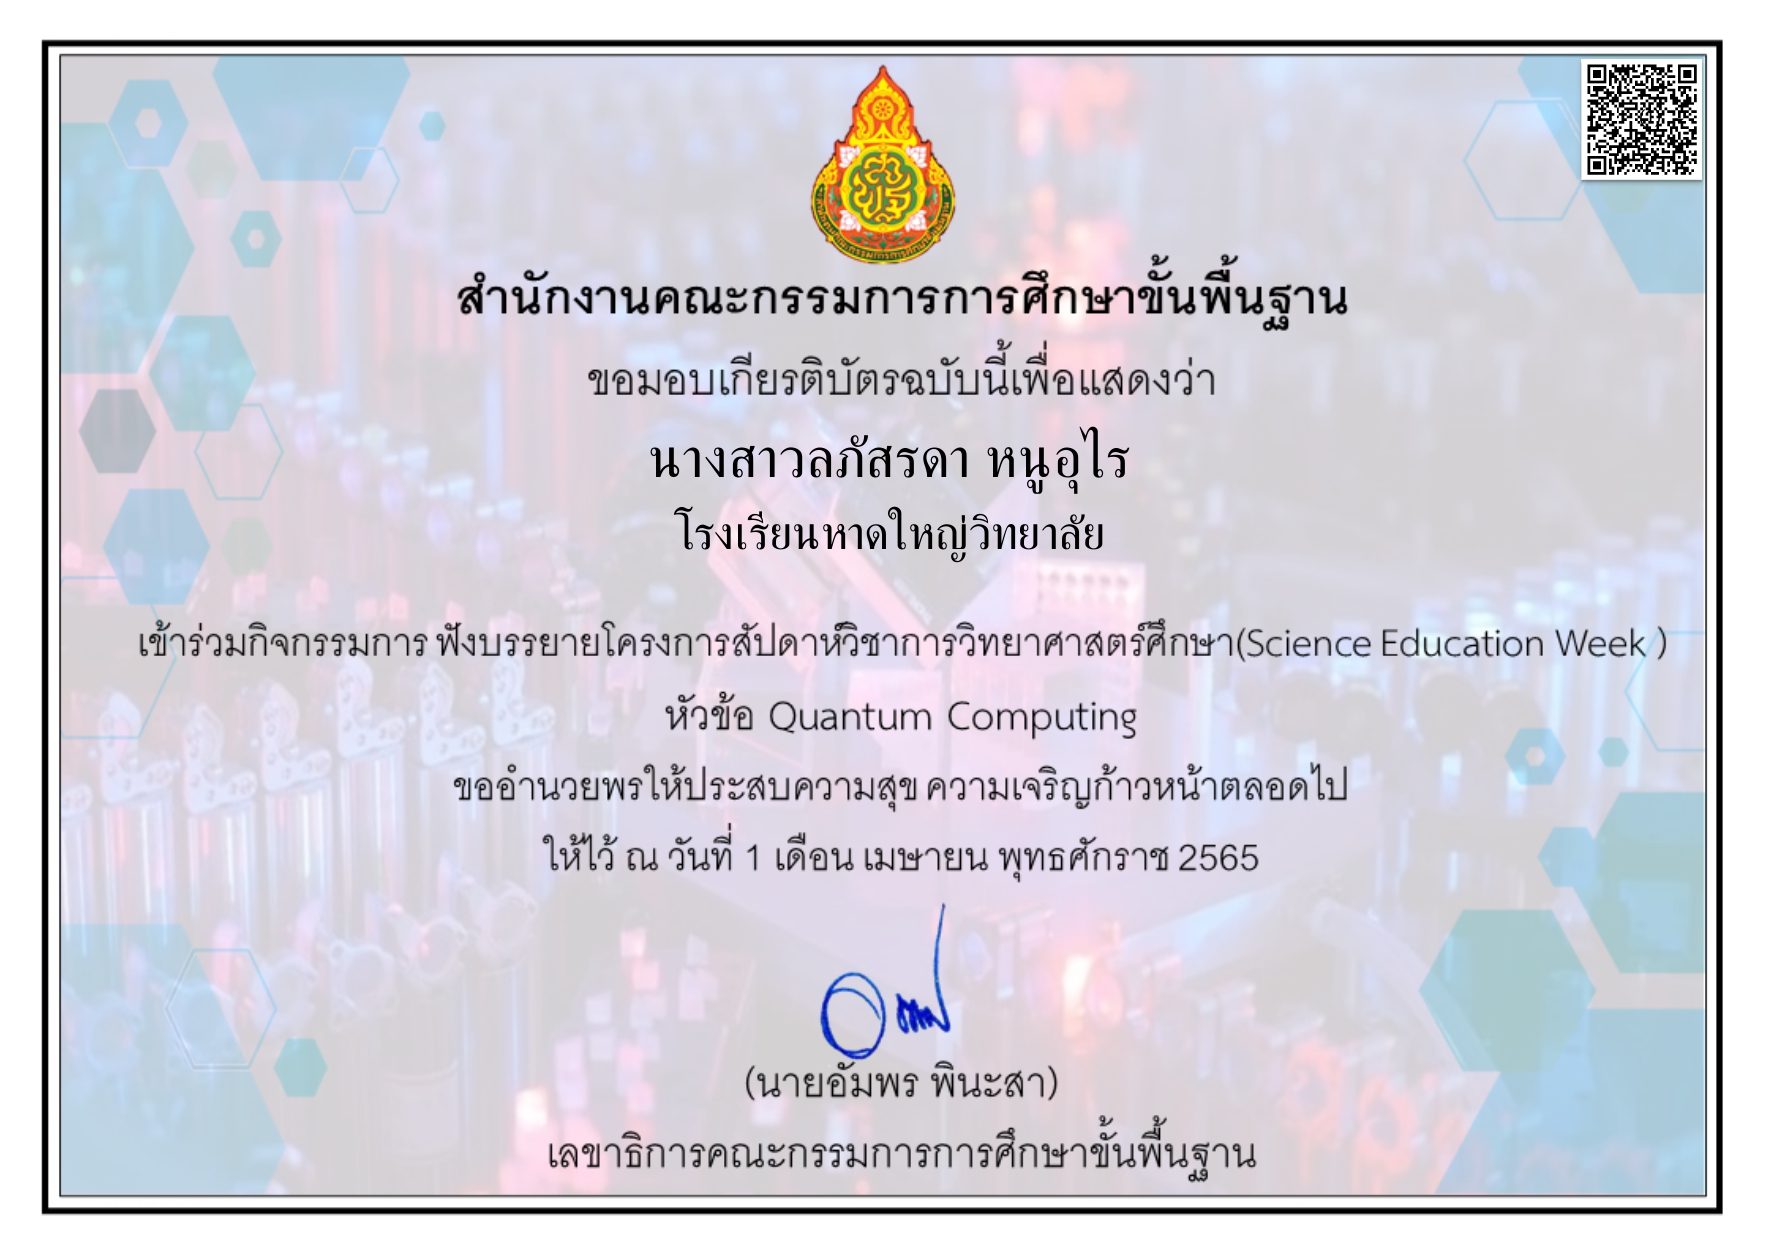 สำนักงานคณะกรรมการการศึกษาขั้นพื้นฐาน
ขอมอบเกียรติบัตรฉบับนี้เพื่อแสดงว่า
นางสาวลภัสรดา หนูอุไร
โรงเรียนหาดใหญ่วิทยาลัย
เข้าร่วมกิจกรรมการ ฟังบรรยายโครงการสัปดาห์วิชาการวิทยาศาสตร์ศึกษา(Science Education Week )
หัวข้อ Quantum Computing
ขออำนวยพรให้ประสบความสุข ความเจริญก้าวหน้าตลอดไป
ให้ไว้ ณ วันที่ 1 เดือน เมษายน พุทธศักราช 2565
(นายอัมพร พินะสา)
เลขาธิการคณะกรรมการการศึกษาขั้นพื้นฐาน